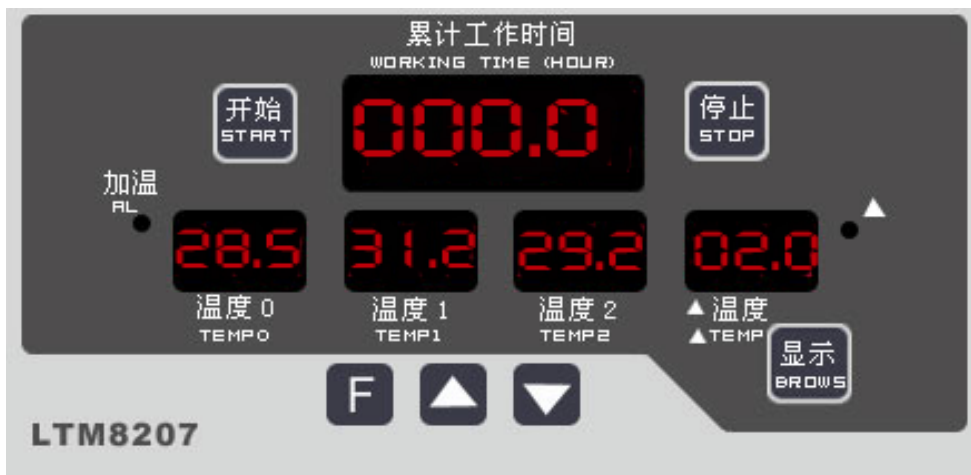 累计工作时间
WORKING TIME (HOUR)
开始
START
000.0
停止
STOP
加温
AL
▲
28.5
31.2
29.2
02.0
温度 0
TEMP0
温度 1
TEMP1
温度 2
TEMP2
▲温度
▲TEMP
显示
BROWS
F
LTM8207